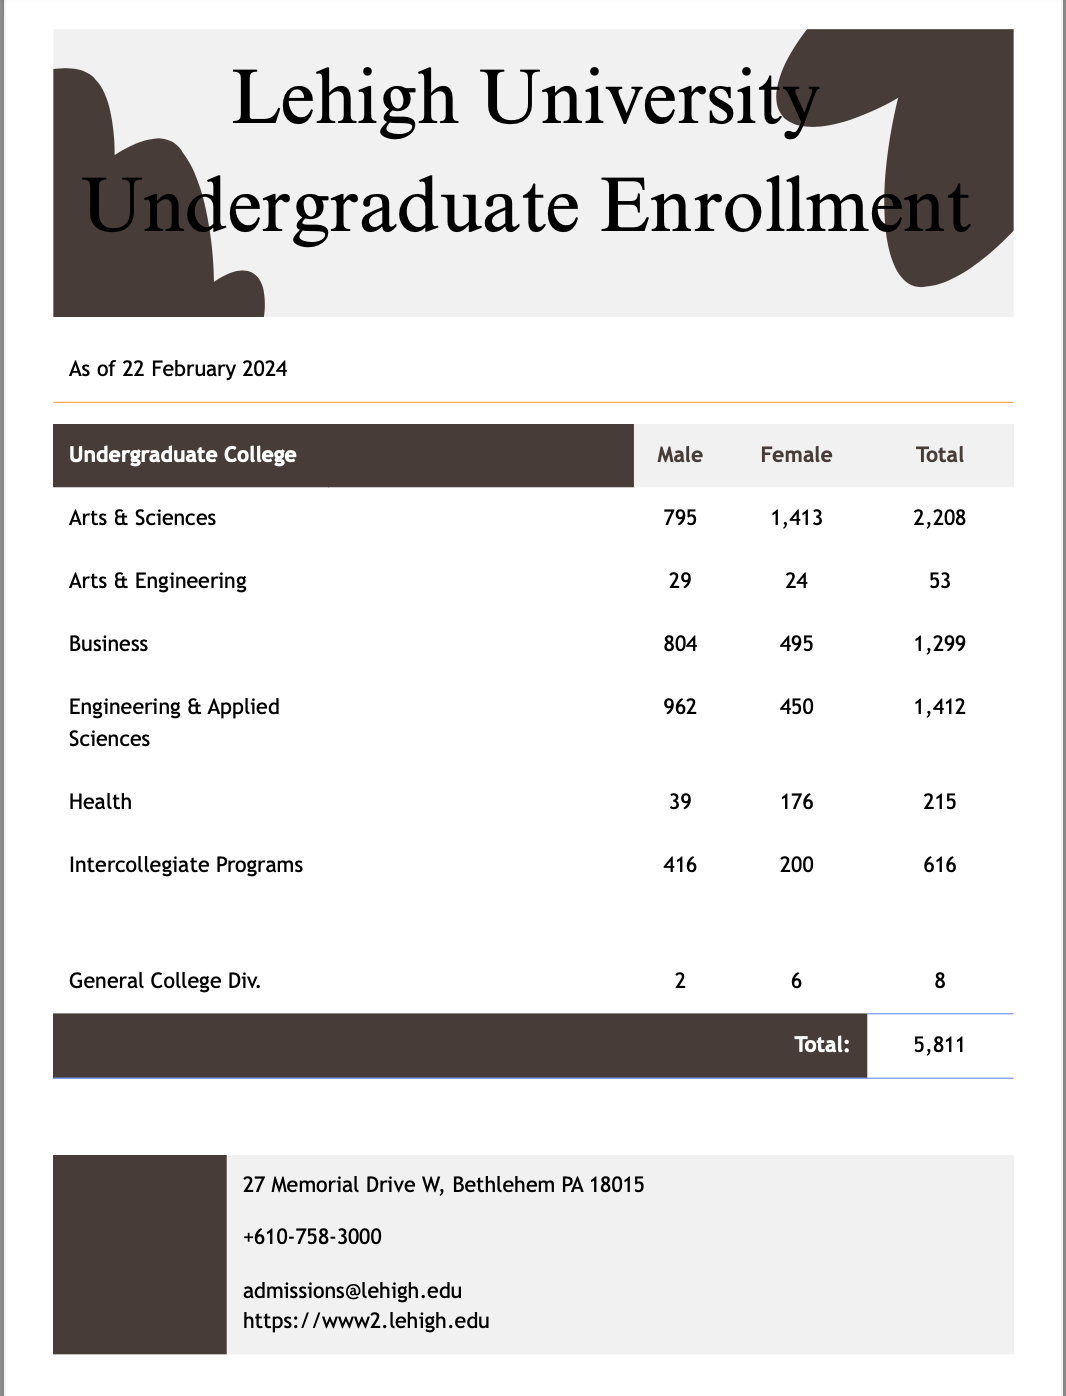 Lehigh University
Undergraduate Enrollment
As of 22 February 2024
Undergraduate College Male Female Total
Arts & Sciences 795 1,413 2,208
Arts & Engineering 29 24 53
Business 804 495 1,299
Engineering & Applied 962 450 1,412
Sciences
Health 39 176 215
Intercollegiate Programs 416 200 616
General College Div. 2 6 8
Total: 5,811
27 Memorial Drive W, Bethlehem PA 18015
+610-758-3000
admissions@lehigh.edu
https://www2.lehigh.edu